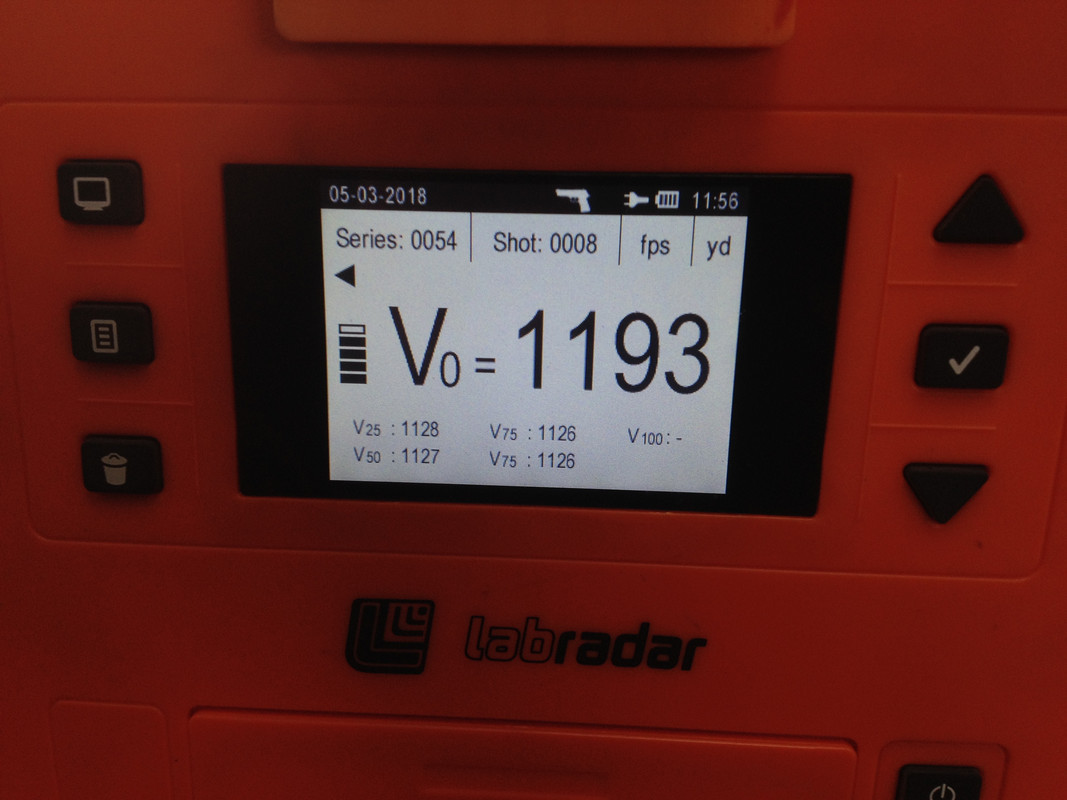 05-03-2018 11:56
Series: 0054 Shot: 0008 fps yd
V0 = 1193
V25 : 1128 V75 : 1126 V100 : -
V50 : 1127 V75 : 1126
labradar